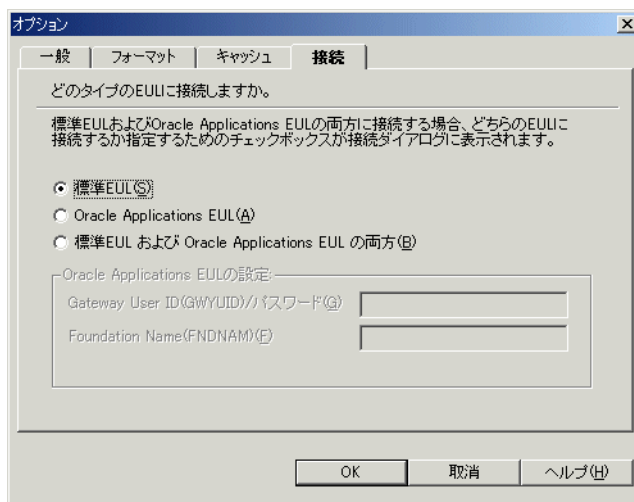 オプション
一般
フォーマット
キャッシュ
接続
どのタイプのEULに接続しますか。
標準EULおよびOracle Applications EULの両方に接続する場合、どちらのEULに
接続するか指定するためのチェックボックスが接続ダイアログに表示されます。
標準EUL(S)
Oracle Applications EUL(A)
標準EUL および Oracle Applications EUL の両方(B)
Oracle Applications EULの設定:
Gateway User ID(GWYUID)/パスワード(G)
Foundation Name(FNDNAM)(F)
OK
取消
ヘルプ(H)